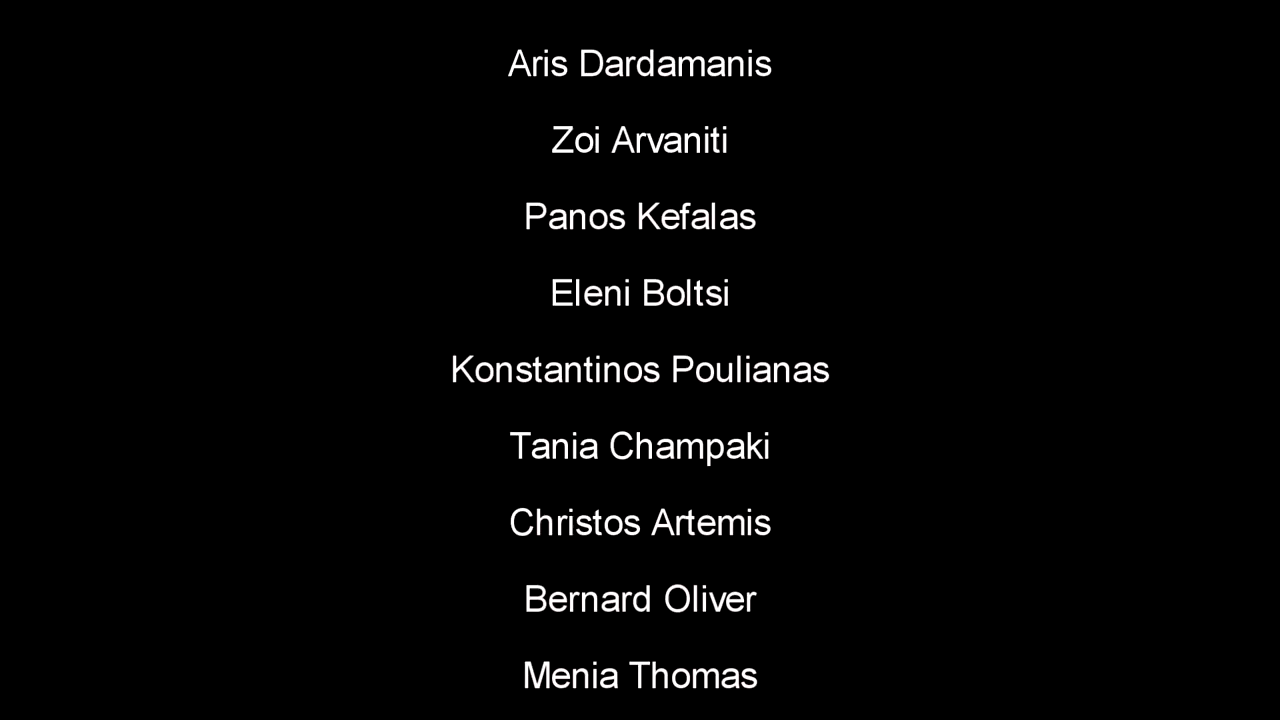 Aris Dardamanis
Zoi Arvaniti
Panos Kefalas
Eleni Boltsi
Konstantinos Poulianas
Tania Champaki
Christos Artemis
Bernard Oliver
Menia Thomas